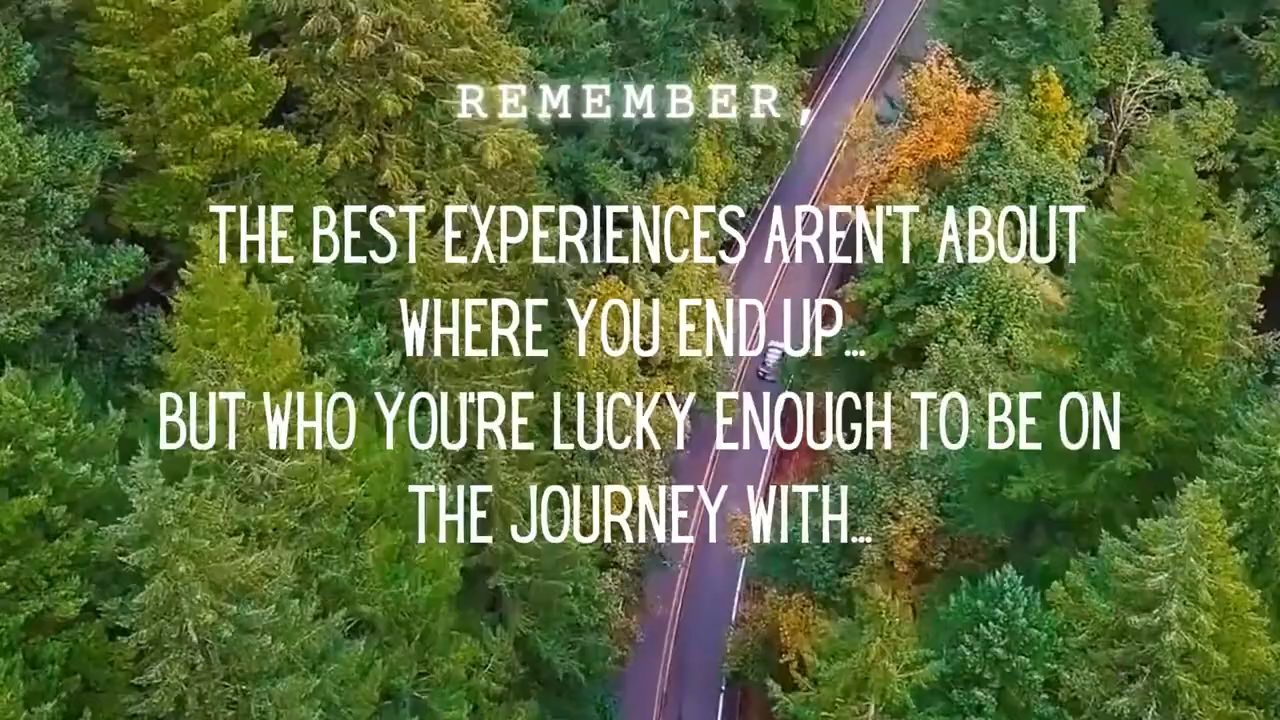 REMEMBER,
THE BEST EXPERIENCES AREN'T ABOUT
WHERE YOU END UP...
BUT WHO YOU'RE LUCKY ENOUGH TO BE ON
THE JOURNEY WITH...